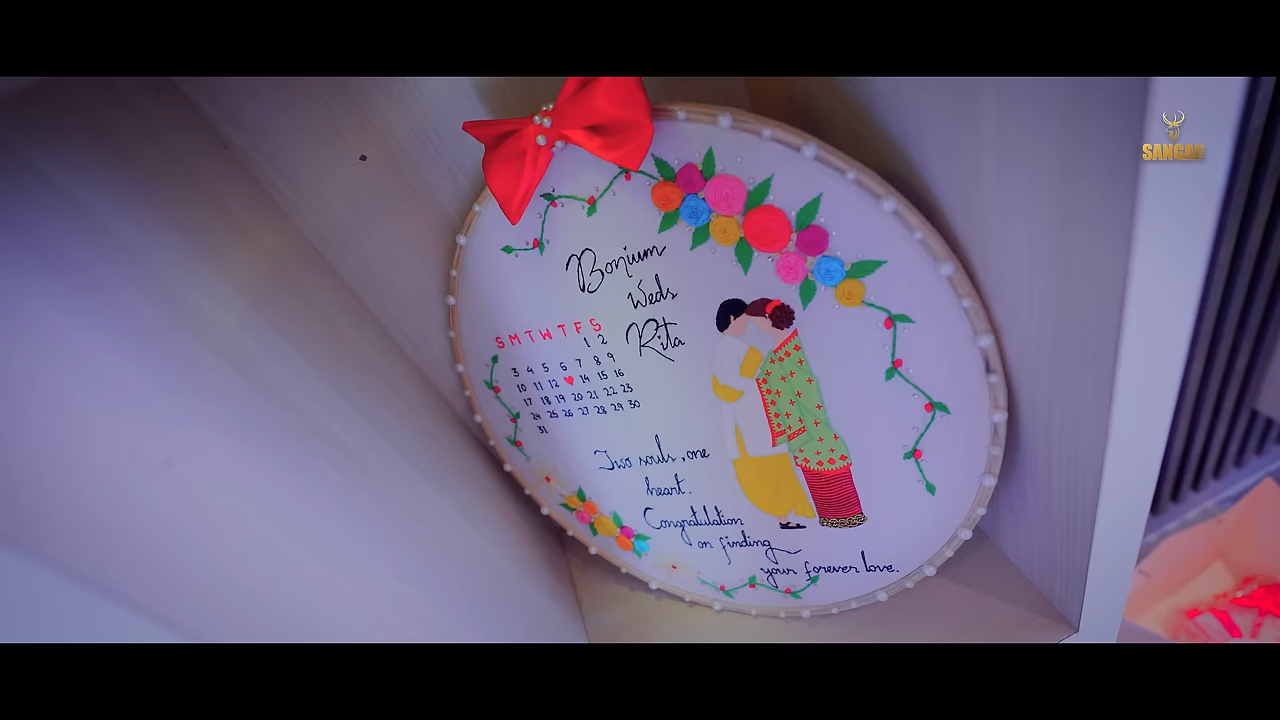 SANGAE
Bonium
Weds
Rita
S M T W T F S
1 2
3 4 5 6 7 8 9
10 11 12 ♥ 14 15 16
17 18 19 20 21 22 23
24 25 26 27 28 29 30
31
Two souls, one
heart.
Congratulation
on finding
your forever love.